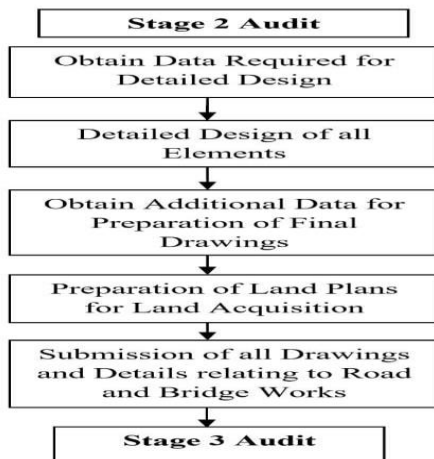 Stage 2 Audit
Obtain Data Required for
Detailed Design
Detailed Design of all
Elements
Obtain Additional Data for
Preparation of Final
Drawings
Preparation of Land Plans
for Land Acquisition
Submission of all Drawings
and Details relating to Road
and Bridge Works
Stage 3 Audit